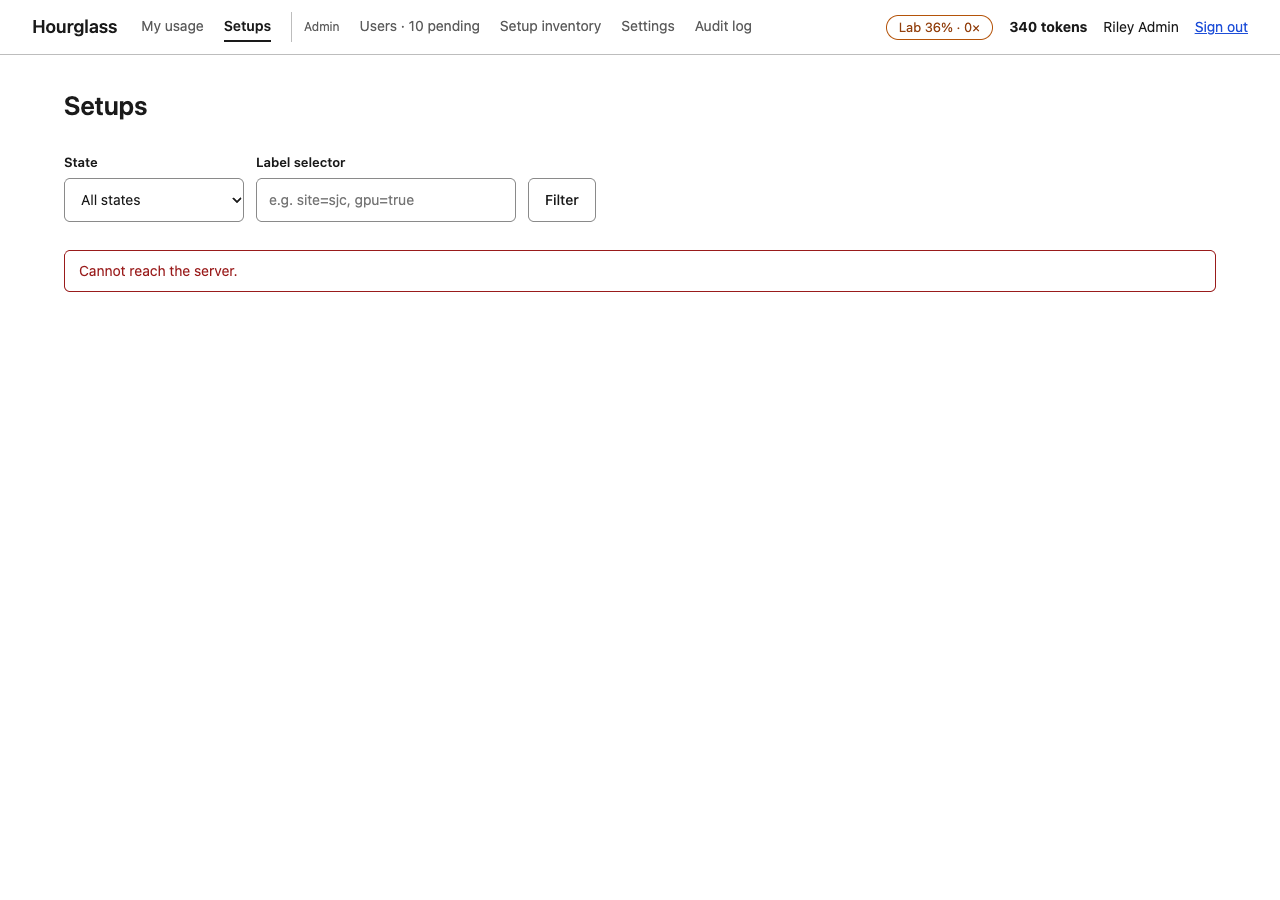 Hourglass My usage Setups Admin Users · 10 pending Setup inventory Settings Audit log Lab 36% · 0× 340 tokens Riley Admin Sign out
Setups
State Label selector
All states e.g. site=sjc, gpu=true Filter
Cannot reach the server.